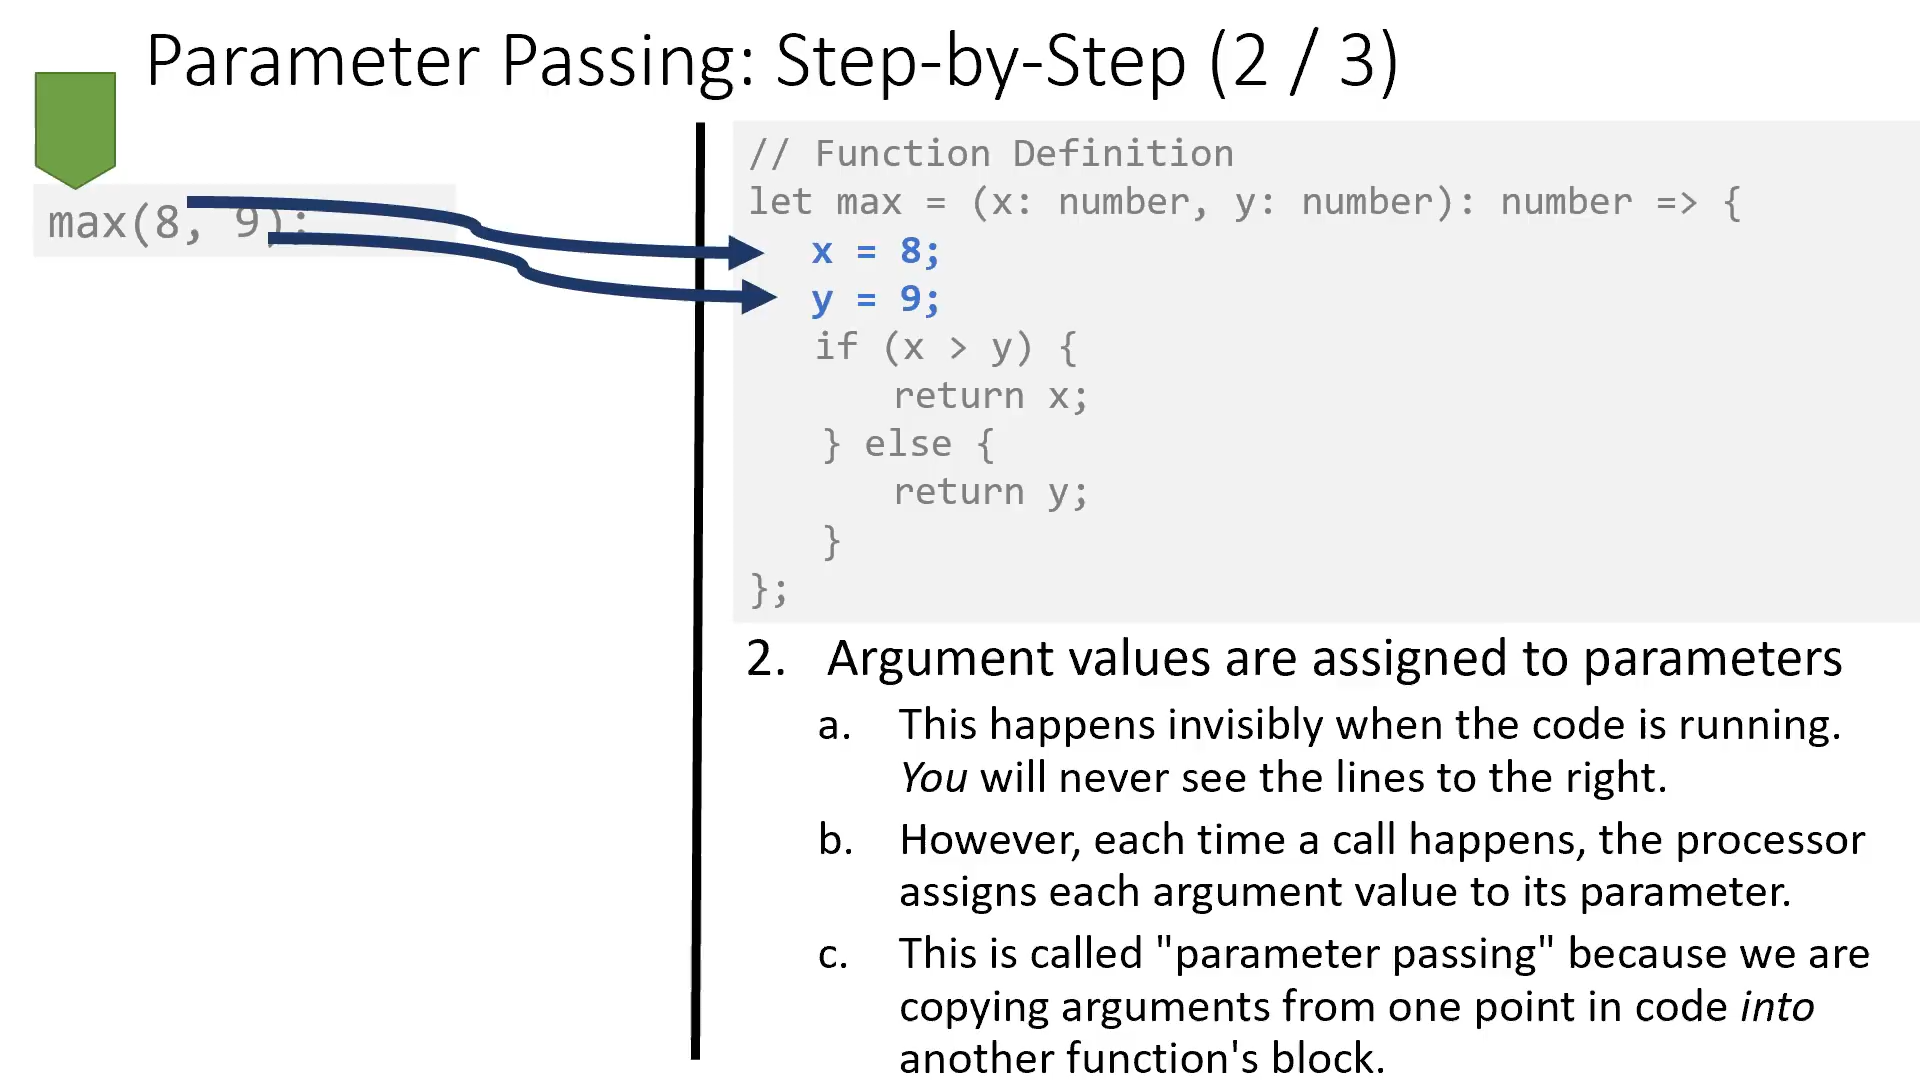 Parameter Passing: Step-by-Step (2 / 3)
max(8, 9);
// Function Definition
let max = (x: number, y: number): number => {
x = 8;
y = 9;
if (x > y) {
return x;
} else {
return y;
}
};
2. Argument values are assigned to parameters
a. This happens invisibly when the code is running.
You will never see the lines to the right.
b. However, each time a call happens, the processor
assigns each argument value to its parameter.
c. This is called "parameter passing" because we are
copying arguments from one point in code into
another function's block.